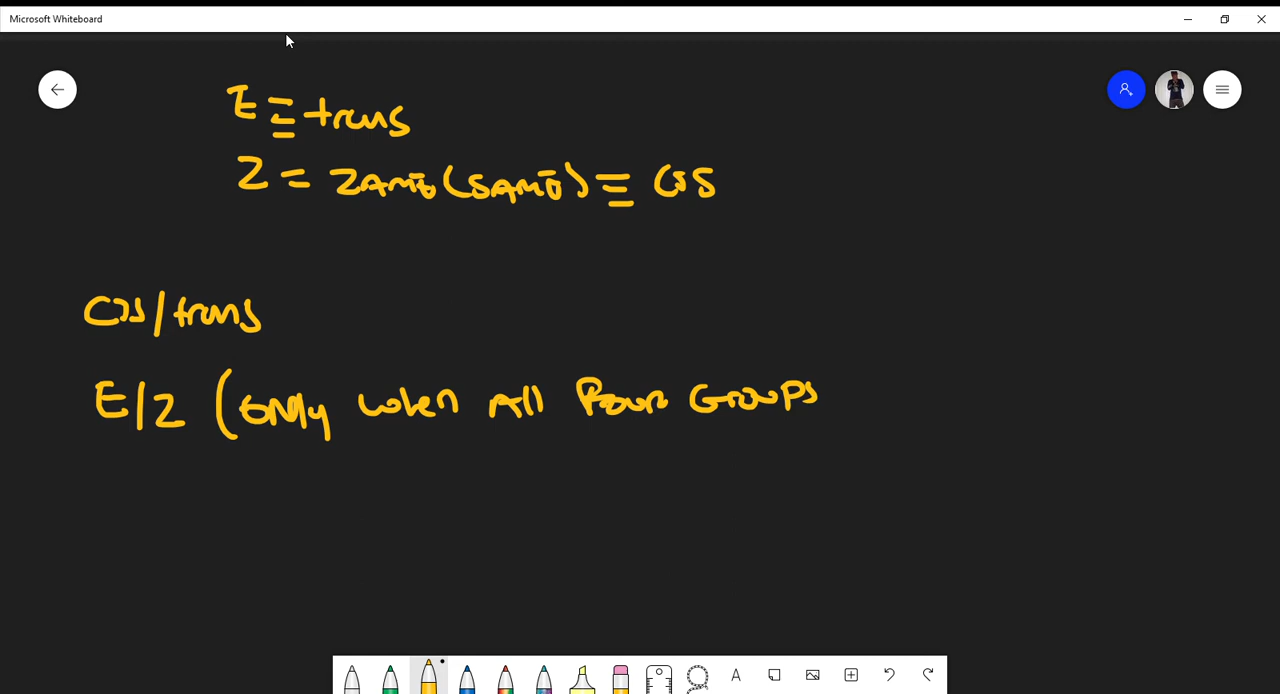 Microsoft Whiteboard
E ≡ trans
Z = ZAME (SAME) ≡ cis
cis/trans
E/Z (only when All Four Groups
A